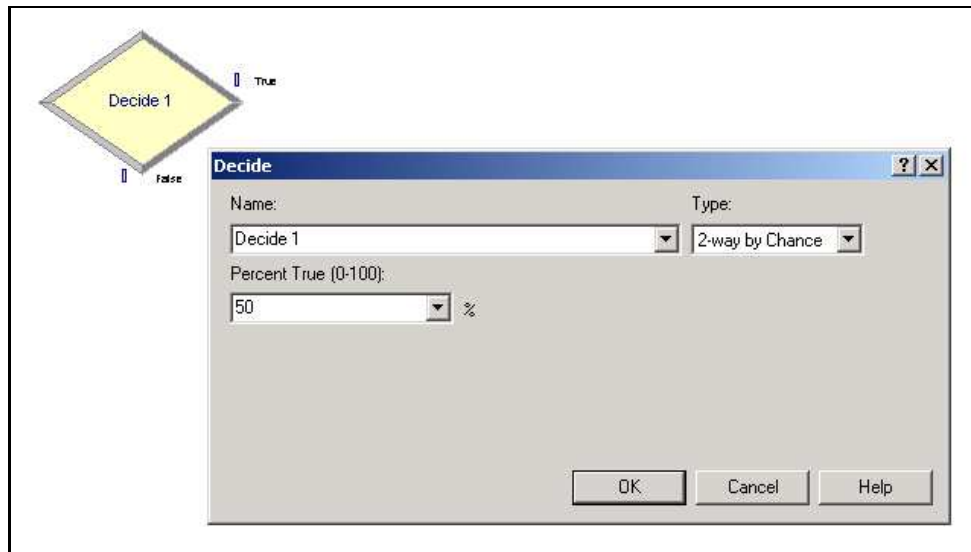 True
Decide 1
False
Decide
Name:
Type:
Decide 1
2-way by Chance
Percent True (0-100):
50
%
OK
Cancel
Help